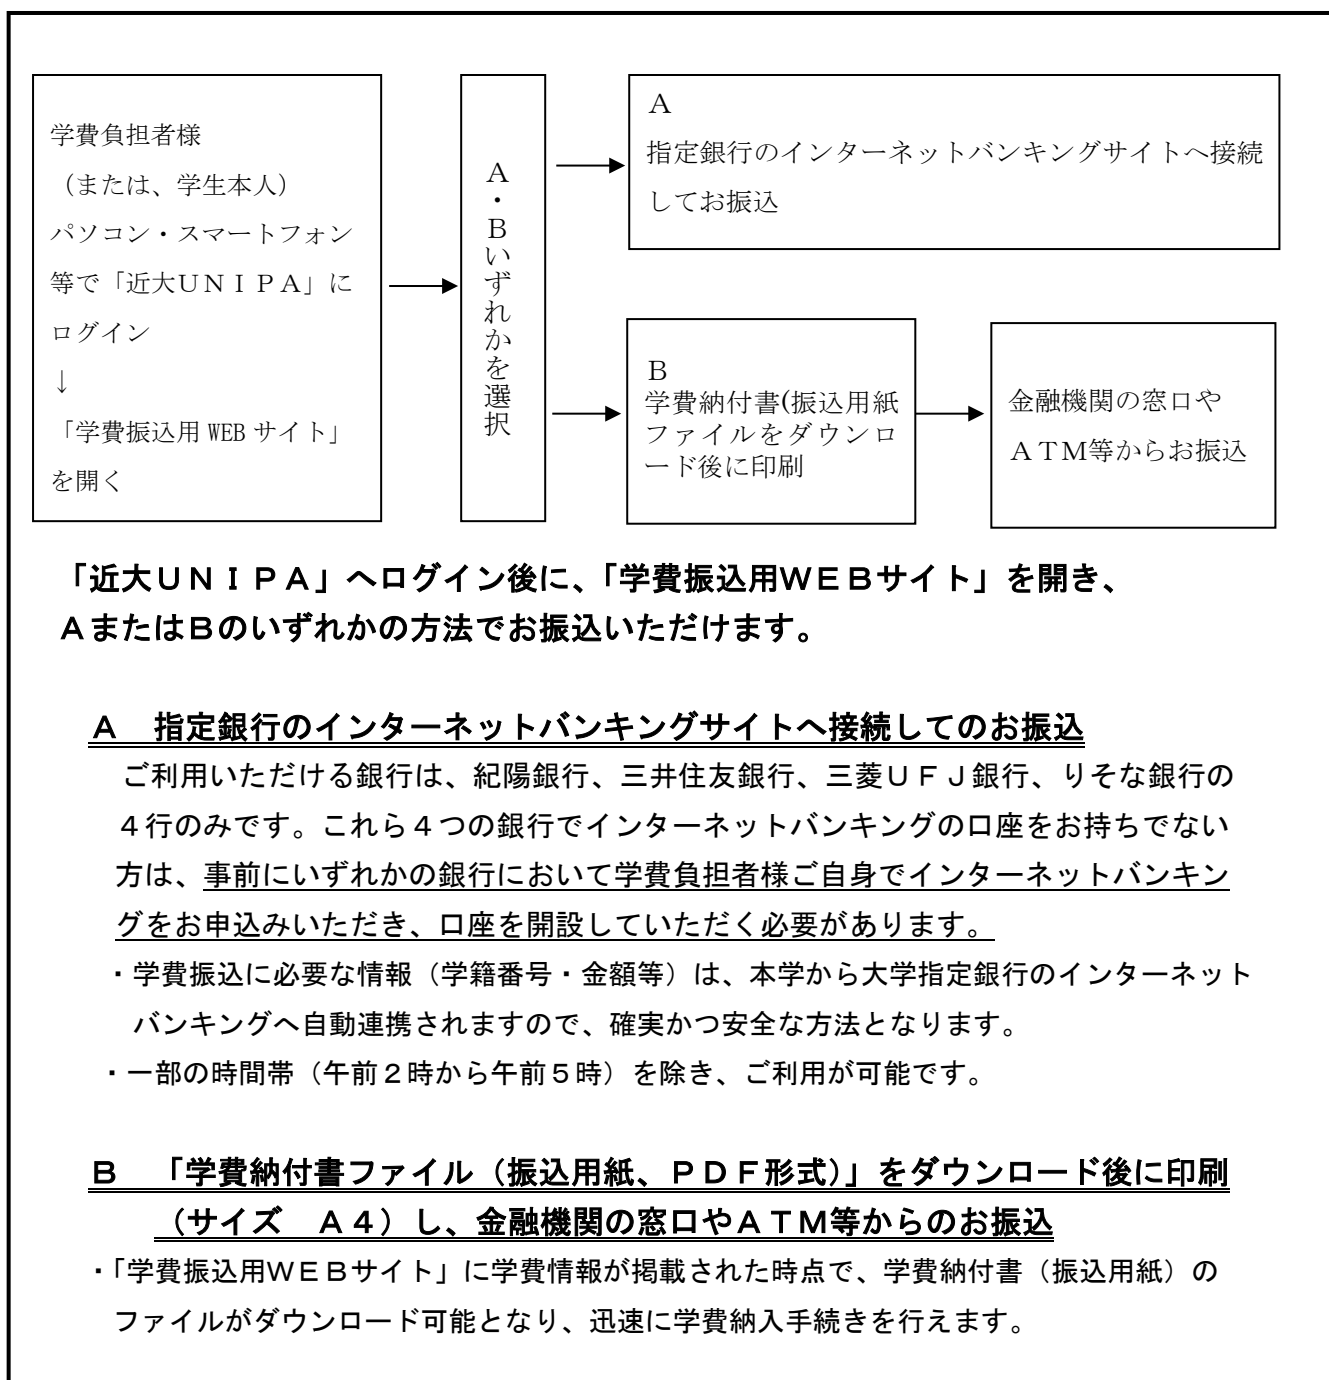 学費負担者様
（または、学生本人）
パソコン・スマートフォン
等で「近大ＵＮＩＰＡ」に
ログイン
↓
「学費振込用 WEB サイト」
を開く
Ａ・Ｂいずれかを選択
Ａ
指定銀行のインターネットバンキングサイトへ接続
してお振込
Ｂ
学費納付書(振込用紙
ファイルをダウンロ
ード後に印刷
金融機関の窓口や
ＡＴＭ等からお振込
「近大ＵＮＩＰＡ」へログイン後に、「学費振込用ＷＥＢサイト」を開き、
ＡまたはＢのいずれかの方法でお振込いただけます。
Ａ　指定銀行のインターネットバンキングサイトへ接続してのお振込
ご利用いただける銀行は、紀陽銀行、三井住友銀行、三菱ＵＦＪ銀行、りそな銀行の
４行のみです。これら４つの銀行でインターネットバンキングの口座をお持ちでない
方は、事前にいずれかの銀行において学費負担者様ご自身でインターネットバンキン
グをお申込みいただき、口座を開設していただく必要があります。
・学費振込に必要な情報（学籍番号・金額等）は、本学から大学指定銀行のインターネット
バンキングへ自動連携されますので、確実かつ安全な方法となります。
・一部の時間帯（午前２時から午前５時）を除き、ご利用が可能です。
Ｂ　「学費納付書ファイル（振込用紙、ＰＤＦ形式）」をダウンロード後に印刷
（サイズ　Ａ４）し、金融機関の窓口やＡＴＭ等からのお振込
・「学費振込用ＷＥＢサイト」に学費情報が掲載された時点で、学費納付書（振込用紙）の
ファイルがダウンロード可能となり、迅速に学費納入手続きを行えます。